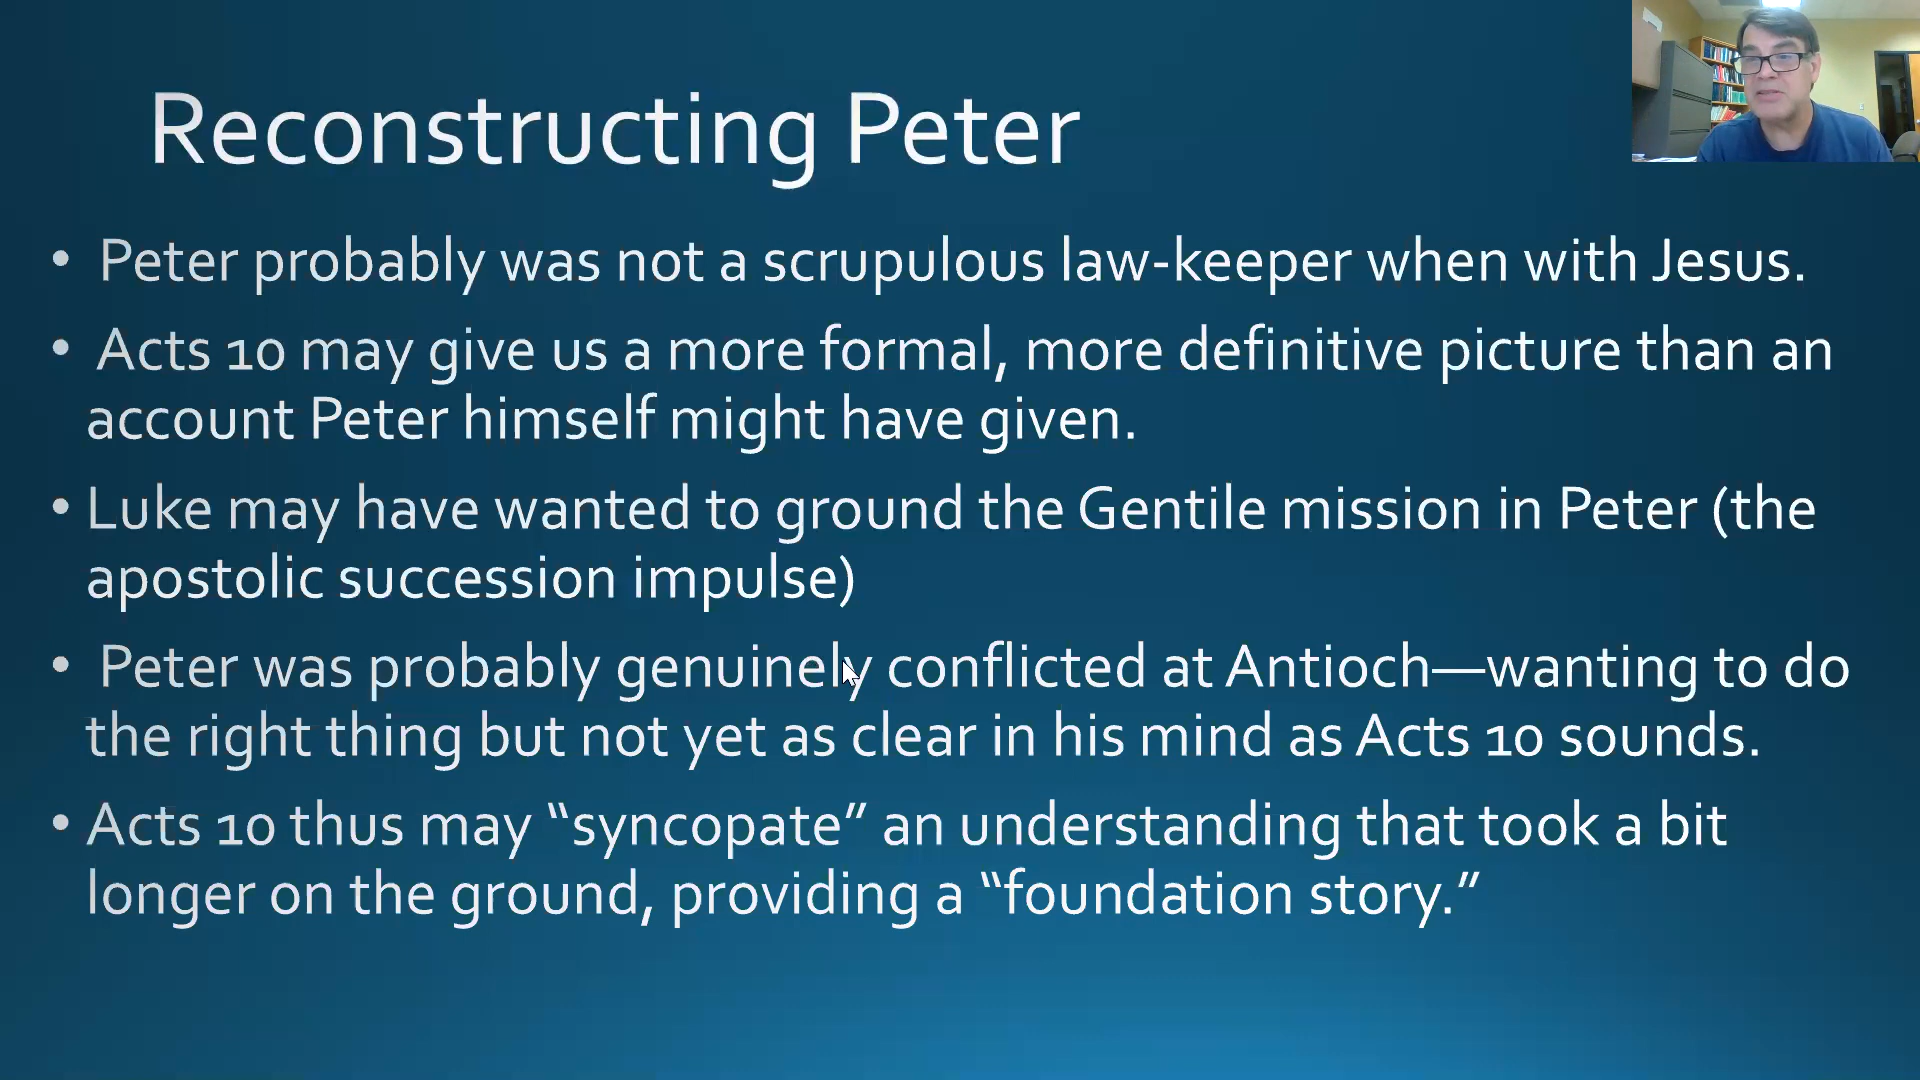 Reconstructing Peter
• Peter probably was not a scrupulous law-keeper when with Jesus.
• Acts 10 may give us a more formal, more definitive picture than an
account Peter himself might have given.
• Luke may have wanted to ground the Gentile mission in Peter (the
apostolic succession impulse)
• Peter was probably genuinely conflicted at Antioch—wanting to do
the right thing but not yet as clear in his mind as Acts 10 sounds.
• Acts 10 thus may “syncopate” an understanding that took a bit
longer on the ground, providing a “foundation story.”